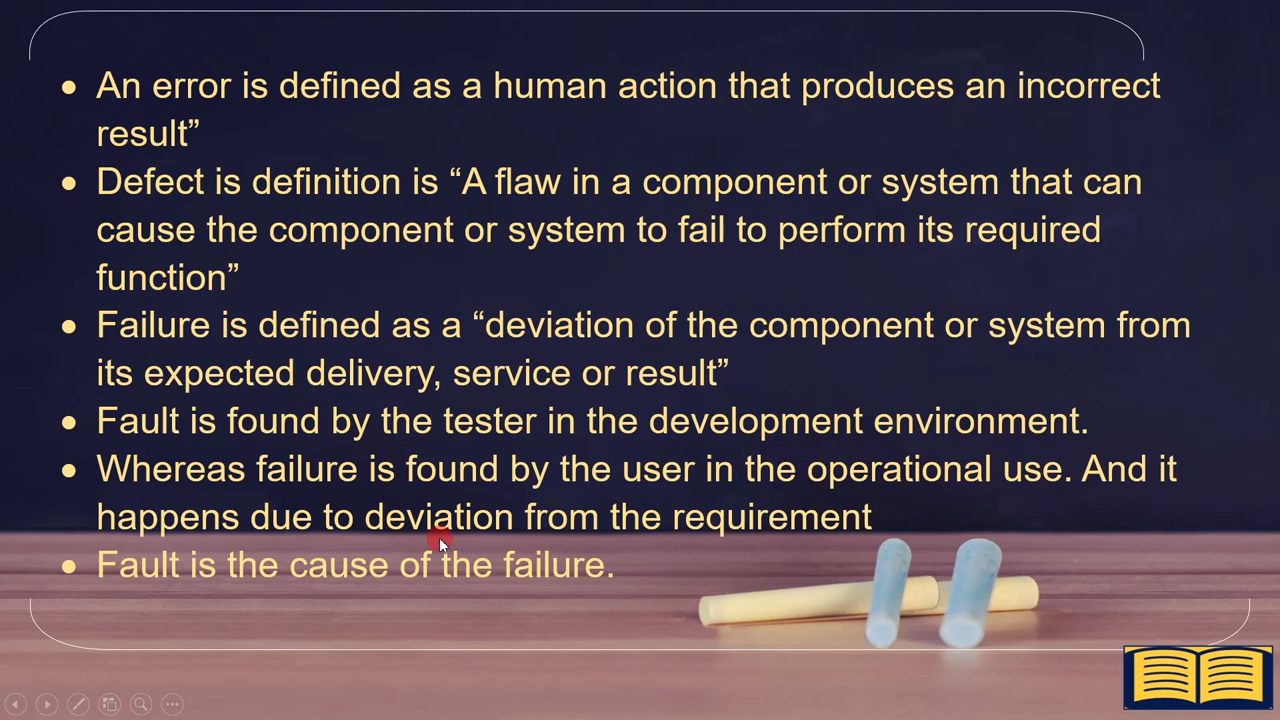 • An error is defined as a human action that produces an incorrect
result”
• Defect is definition is “A flaw in a component or system that can
cause the component or system to fail to perform its required
function”
• Failure is defined as a “deviation of the component or system from
its expected delivery, service or result”
• Fault is found by the tester in the development environment.
• Whereas failure is found by the user in the operational use. And it
happens due to deviation from the requirement
• Fault is the cause of the failure.